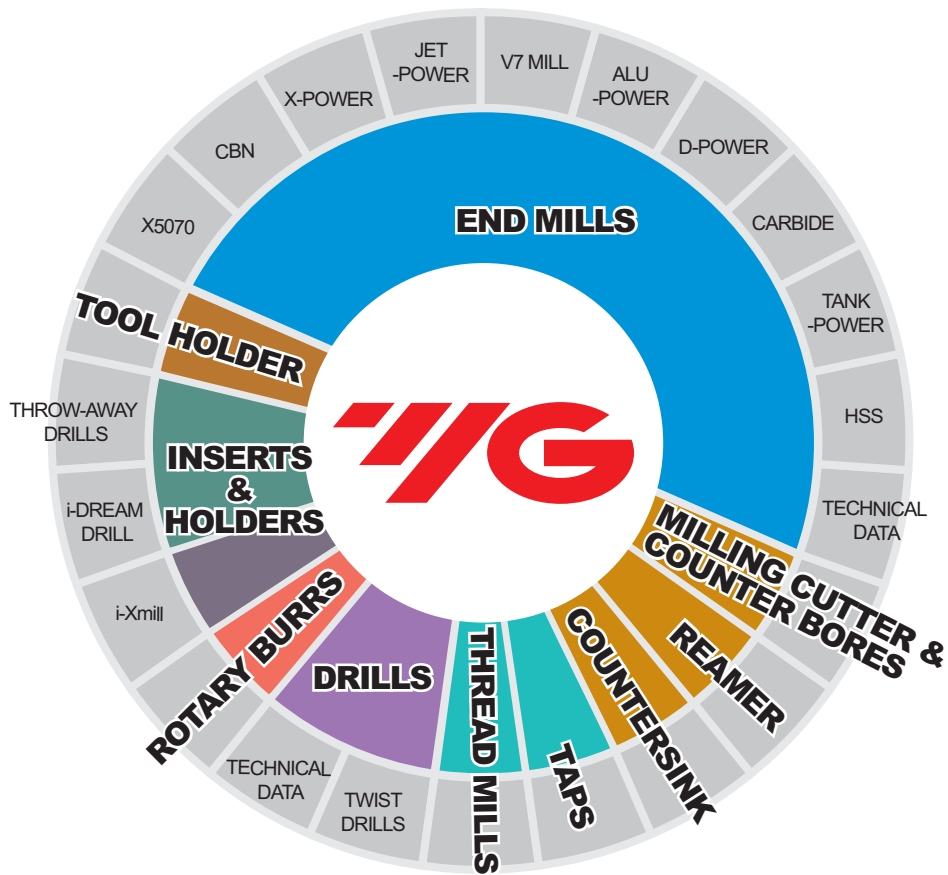 JET
-POWER
V7 MILL
ALU
-POWER
X-POWER
D-POWER
CBN
CARBIDE
X5070
END MILLS
TANK
-POWER
TOOL HOLDER
THROW-AWAY
DRILLS
HSS
YG
INSERTS
&
HOLDERS
i-DREAM
DRILL
TECHNICAL
DATA
MILLING CUTTER &
COUNTER BORES
i-Xmill
ROTARY BURRS
REAMER
COUNTERSINK
DRILLS
THREAD MILLS
TAPS
TECHNICAL
DATA
TWIST
DRILLS